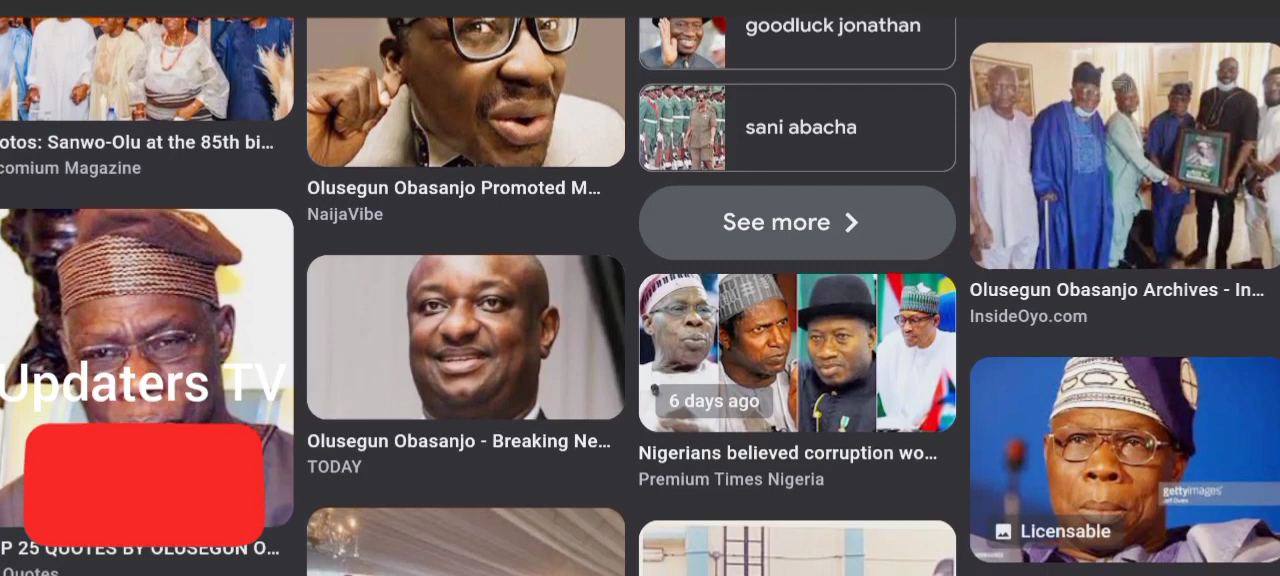 otos: Sanwo-Olu at the 85th bi...
comium Magazine
Updaters TV
P 25 QUOTES BY OLUSEGUN O...
Quotes
Olusegun Obasanjo Promoted M...
NaijaVibe
Olusegun Obasanjo - Breaking Ne...
TODAY
goodluck jonathan
sani abacha
See more
6 days ago
Nigerians believed corruption wo...
Premium Times Nigeria
Olusegun Obasanjo Archives - In...
InsideOyo.com
gettyimages
Licensable